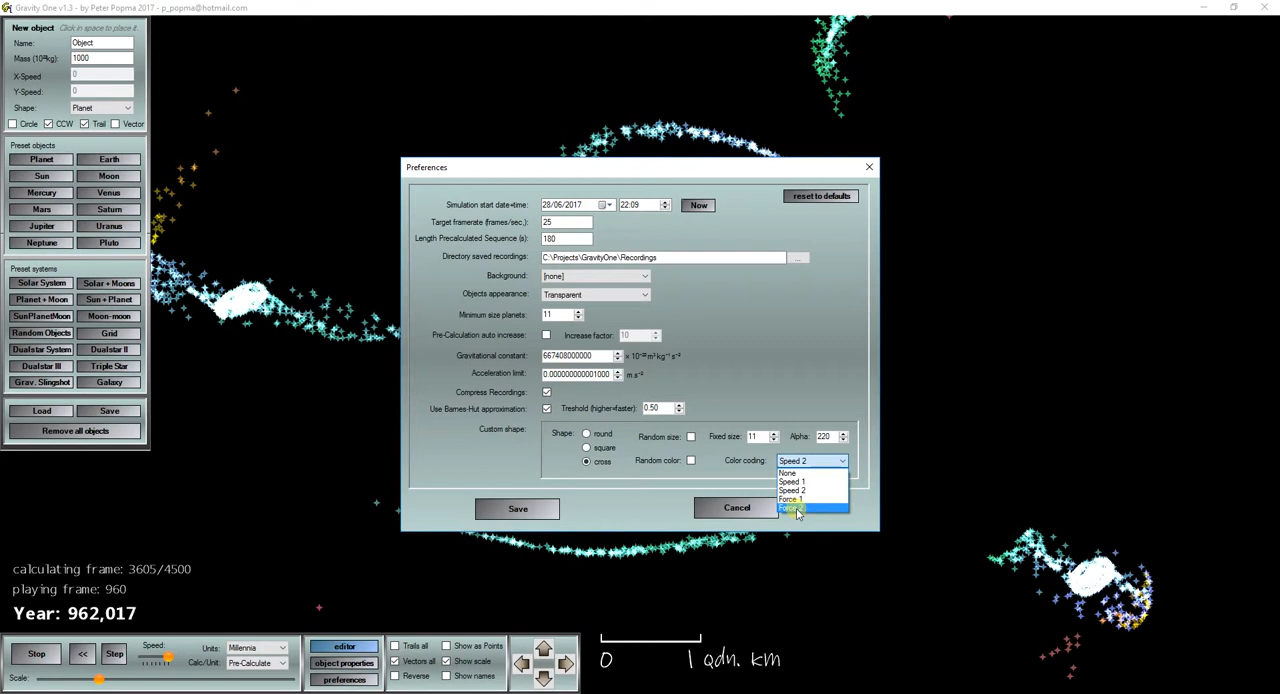 Gravity One v1.3 - by Peter Popma 2017 - p_popma@hotmail.com
New object Click in space to place it
Name: Object
Mass (10²¹kg): 1000
X-Speed 0
Y-Speed: 0
Shape: Planet
Circle CCW Trail Vector
Preset objects
Planet Earth
Sun Moon
Mercury Venus
Mars Saturn
Jupiter Uranus
Neptune Pluto
Preset systems
Solar System Solar + Moons
Planet + Moon Sun + Planet
SunPlanetMoon Moon-moon
Random Objects Grid
Dualstar System Dualstar II
Dualstar III Triple Star
Grav. Slingshot Galaxy
Load Save
Remove all objects
Preferences
reset to defaults
Simulation start date+time: 28/06/2017 22:09 Now
Target framerate (frames/sec,): 25
Length Precalculated Sequence (s): 180
Directory saved recordings: C:\Projects\GravityOne\Recordings ...
Background: [none]
Objects appearance: Transparent
Minimum size planets: 11
Pre-Calculation auto increase: Increase factor: 10
Gravitational constant: 667408000000 m³ kg⁻¹ s⁻²
Acceleration limit: 0.000000000001000 m.s⁻²
Compress Recordings:
Use Barnes-Hut approximation: Treshold (higher=faster): 0.50
Custom shape: Shape: round Random size: Fixed size: 11 Alpha: 220
square
cross Random color: Color coding: Speed 2
None
Speed 1
Speed 2
Force 1
Force
Save Cancel
calculating frame: 3605/4500
playing frame: 960
Year: 962,017
Stop << Step Speed: Units: Millennia
Calc/Unit: Pre-Calculate
Scale:
editor
object properties
preferences
Trails all Show as Points
Vectors all Show scale
Reverse Show names
0 1 qdn. km